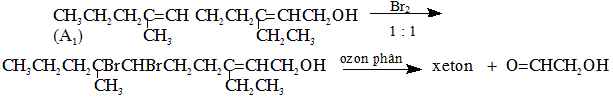 CH₃CH₂CH₂C=CH CH₂CH₂C=CHCH₂OH Br₂
(A₁) CH₃ CH₂CH₃ 1 : 1
CH₃CH₂CH₂CBrCHBrCH₂CH₂C=CHCH₂OH ozon phân xeton + O=CHCH₂OH
CH₃ CH₂CH₃